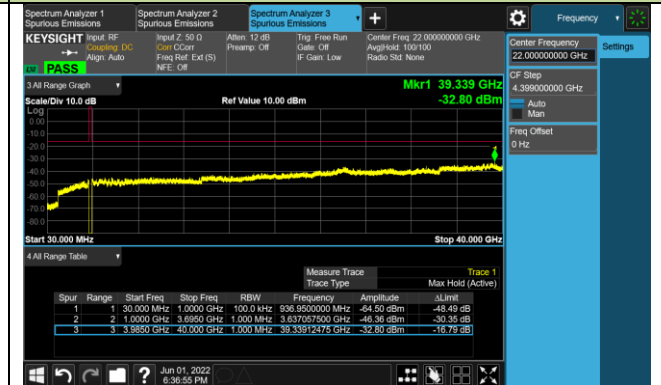 Spectrum Analyzer 1
Spurious Emissions
Spectrum Analyzer 2
Spurious Emissions
Spectrum Analyzer 3
Spurious Emissions
Frequency
KEYSIGHT
Input: RF
Coupling: DC
Align: Auto
Input Z: 50 Ω
Corr CCorr
Freq Ref: Ext (S)
NFE: Off
Atten: 12 dB
Preamp: Off
Trig: Free Run
Gate: Off
IF Gain: Low
Center Freq: 22.000000000 GHz
Avg|Hold: 100/100
Radio Std: None
PASS
Center Frequency
22.000000000 GHz
Settings
CF Step
4.399000000 GHz
Auto
Man
Freq Offset
0 Hz
3 All Range Graph
Mkr1 39.339 GHz
Scale/Div 10.0 dB
Ref Value 10.00 dBm
-32.80 dBm
Log
0.00
-10.0
-20.0
-30.0
-40.0
-50.0
-60.0
-70.0
-80.0
1
Start 30.000 MHz
Stop 40.000 GHz
4 All Range Table
Measure Trace
Trace 1
Trace Type
Max Hold (Active)
Spur Range Start Freq Stop Freq RBW Frequency Amplitude ΔLimit
1 1 30.000 MHz 1.0000 GHz 100.0 kHz 936.9500000 MHz -64.50 dBm -48.49 dB
2 2 1.0000 GHz 3.6950 GHz 1.000 MHz 3.637057500 GHz -46.36 dBm -30.35 dB
3 3 3.9850 GHz 40.000 GHz 1.000 MHz 39.33912475 GHz -32.80 dBm -16.79 dB
?
Jun 01, 2022
6:36:55 PM